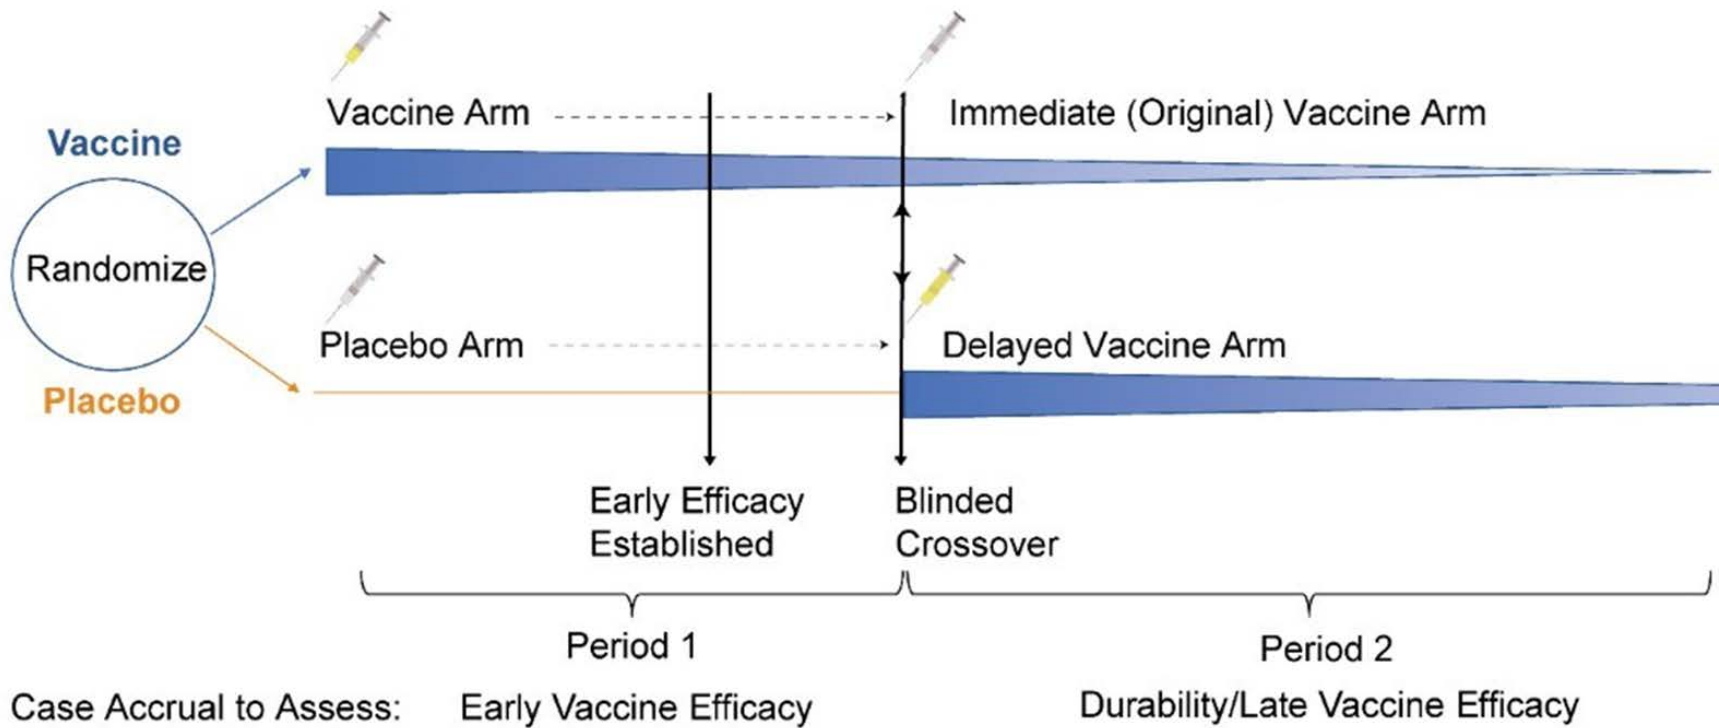 Vaccine
Randomize
Placebo
Vaccine Arm
Immediate (Original) Vaccine Arm
Placebo Arm
Delayed Vaccine Arm
Early Efficacy
Established
Blinded
Crossover
Period 1
Period 2
Case Accrual to Assess:
Early Vaccine Efficacy
Durability/Late Vaccine Efficacy